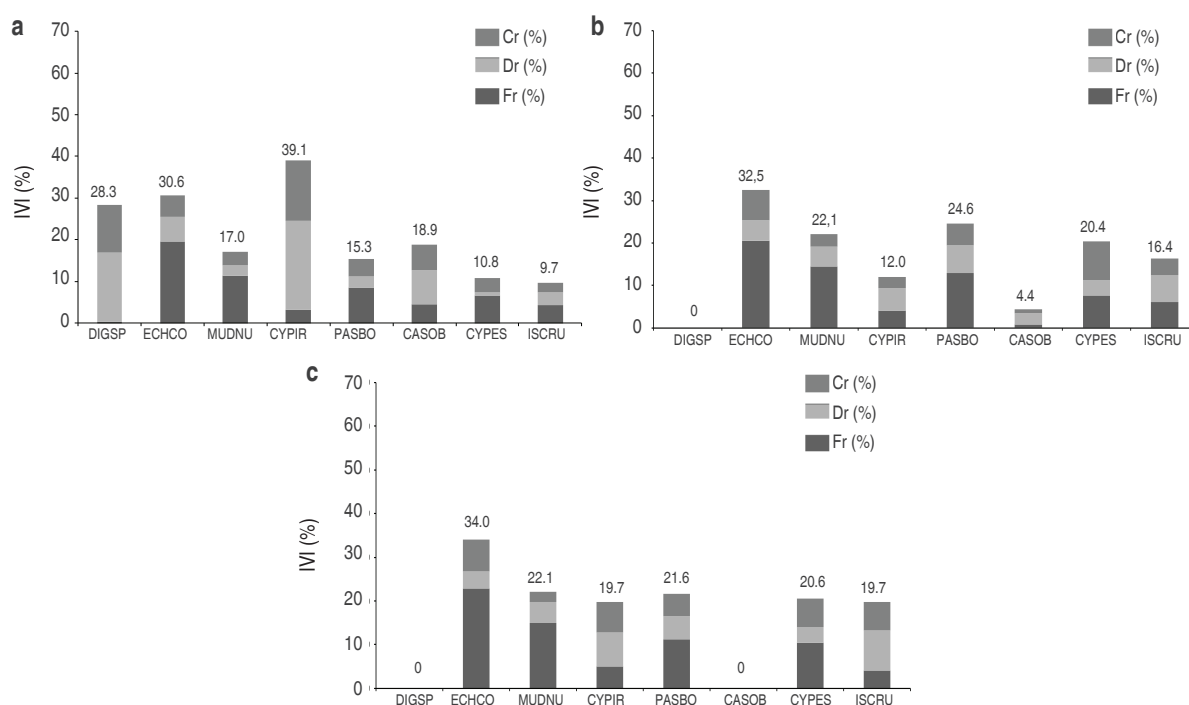 a
70
60
50
40
30
20
10
0
IVI (%)
Cr (%)
Dr (%)
Fr (%)
28.3
30.6
17.0
39.1
15.3
18.9
10.8
9.7
DIGSP ECHCO MUDNU CYPIR PASBO CASOB CYPES ISCRU
b
70
60
50
40
30
20
10
0
IVI (%)
Cr (%)
Dr (%)
Fr (%)
0
32,5
22,1
12.0
24.6
4.4
20.4
16.4
DIGSP ECHCO MUDNU CYPIR PASBO CASOB CYPES ISCRU
c
70
60
50
40
30
20
10
0
IVI (%)
Cr (%)
Dr (%)
Fr (%)
0
34.0
22.1
19.7
21.6
0
20.6
19.7
DIGSP ECHCO MUDNU CYPIR PASBO CASOB CYPES ISCRU